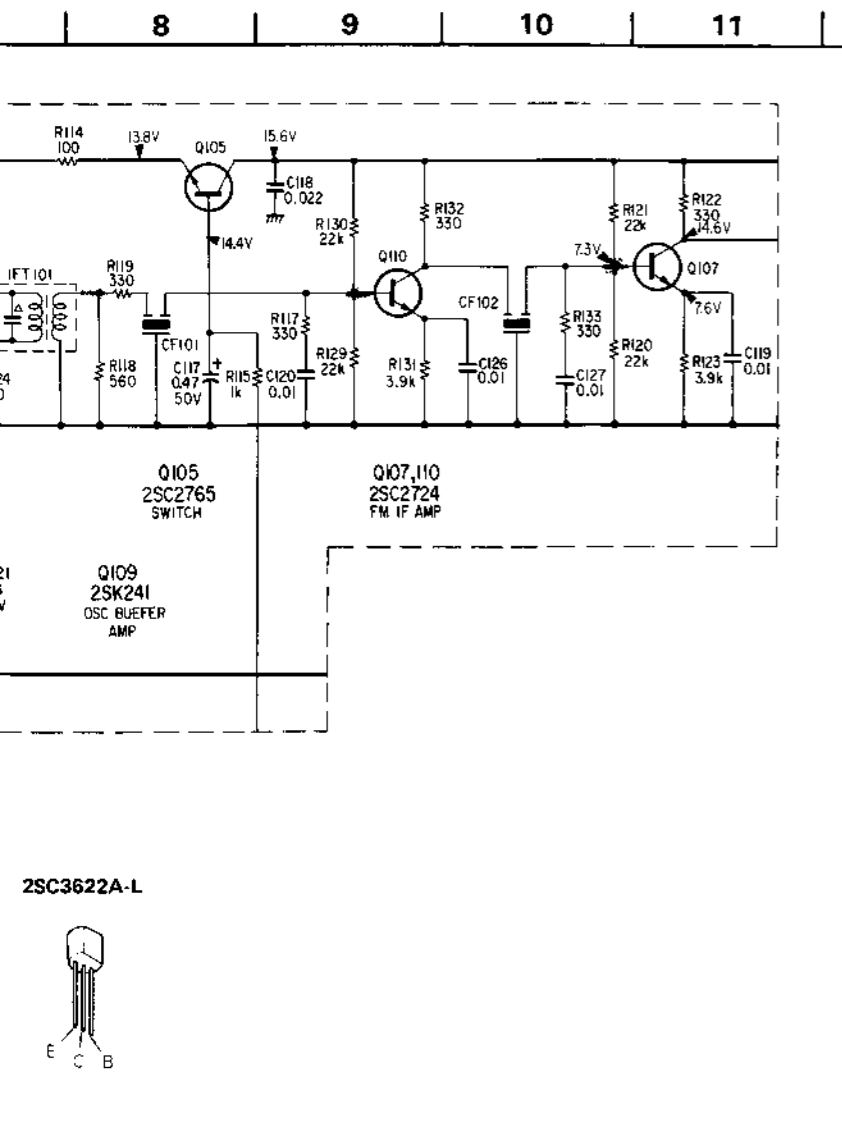 8 9 10 11
R114
100
13.8V
Q105
15.6V
C118
0.022
R130
22k
R132
330
R121
22k
R122
330
14.6V
14.4V
7.3V
Q110
Q107
IFT101
R119
330
CF101
R117
330
CF102
R133
330
7.6V
R118
560
C117
0.47
50V
+
R115
1k
C120
0.01
R129
22k
R131
3.9k
C126
0.01
C127
0.01
R120
22k
R123
3.9k
C119
0.01
24
0
Q105
2SC2765
SWITCH
Q107,110
2SC2724
FM IF AMP
21
V
Q109
2SK241
OSC BUEFER
AMP
2SC3622A-L
E C B